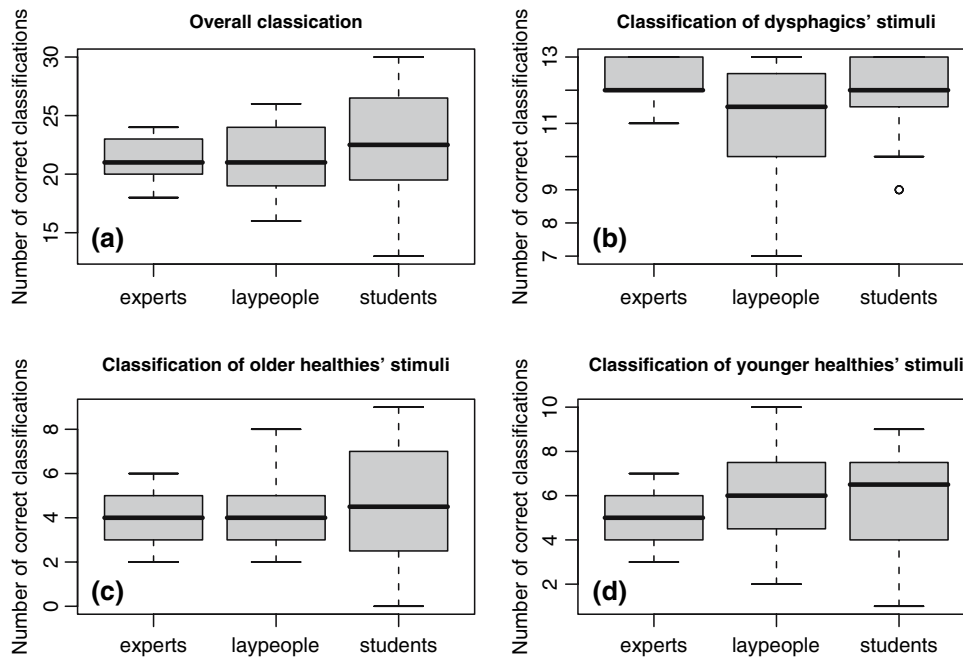 Overall classication
Number of correct classifications
30
25
20
15
(a)
experts laypeople students
Classification of dysphagics’ stimuli
Number of correct classifications
13
11
9
8
7
(b)
experts laypeople students
Classification of older healthies’ stimuli
Number of correct classifications
8
6
4
2
0
(c)
experts laypeople students
Classification of younger healthies’ stimuli
Number of correct classifications
10
8
6
4
2
(d)
experts laypeople students